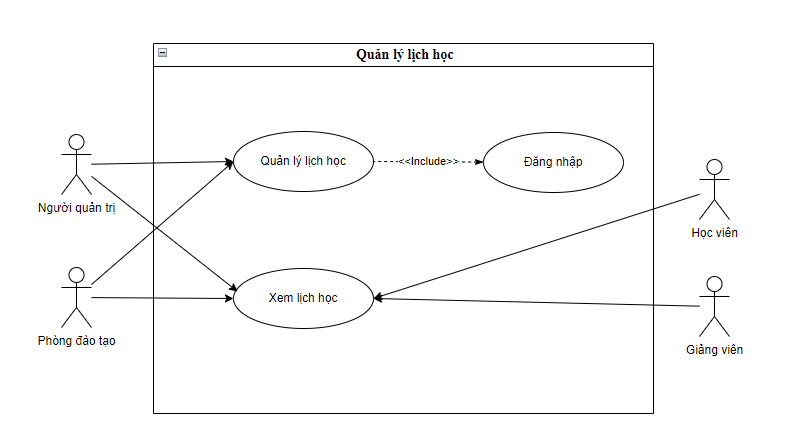 Quản lý lịch học
Quản lý lịch học
<<Include>>
Đăng nhập
Người quản trị
Học viên
Xem lịch học
Phòng đào tạo
Giảng viên